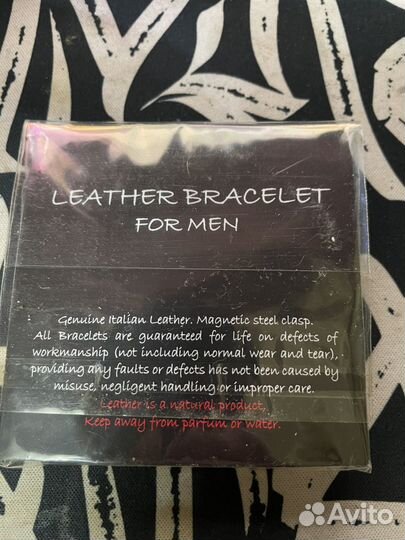 LEATHER BRACELET
FOR MEN
Genuine Italian Leather. Magnetic steel clasp.
All Bracelets are guaranteed for life on defects of
workmanship (not including normal wear and tear),
providing any faults or defects has not been caused by
misuse, negligent handling or improper care.
Leather is a natural product,
Keep away from parfum or water.
Avito